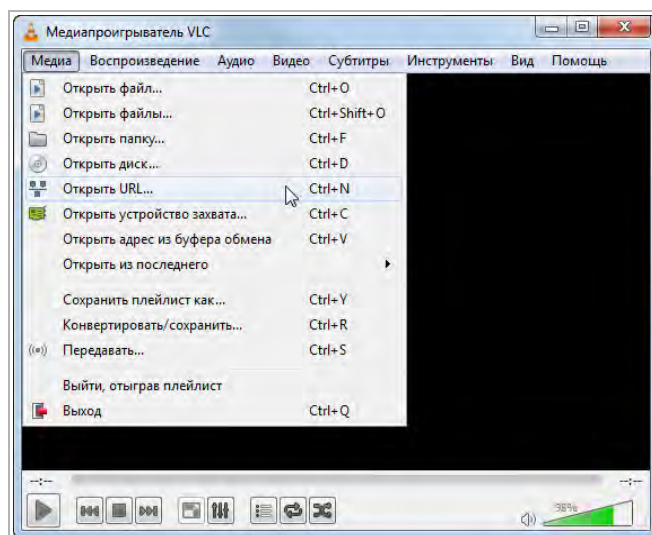 Медиапроигрыватель VLC
Медиа Воспроизведение Аудио Видео Субтитры Инструменты Вид Помощь
Открыть файл... Ctrl+O
Открыть файлы... Ctrl+Shift+O
Открыть папку... Ctrl+F
Открыть диск... Ctrl+D
Открыть URL... Ctrl+N
Открыть устройство захвата... Ctrl+C
Открыть адрес из буфера обмена Ctrl+V
Открыть из последнего
Сохранить плейлист как... Ctrl+Y
Конвертировать/сохранить... Ctrl+R
Передавать... Ctrl+S
Выйти, отыграв плейлист
Выход Ctrl+Q
--:-- --:--
38%